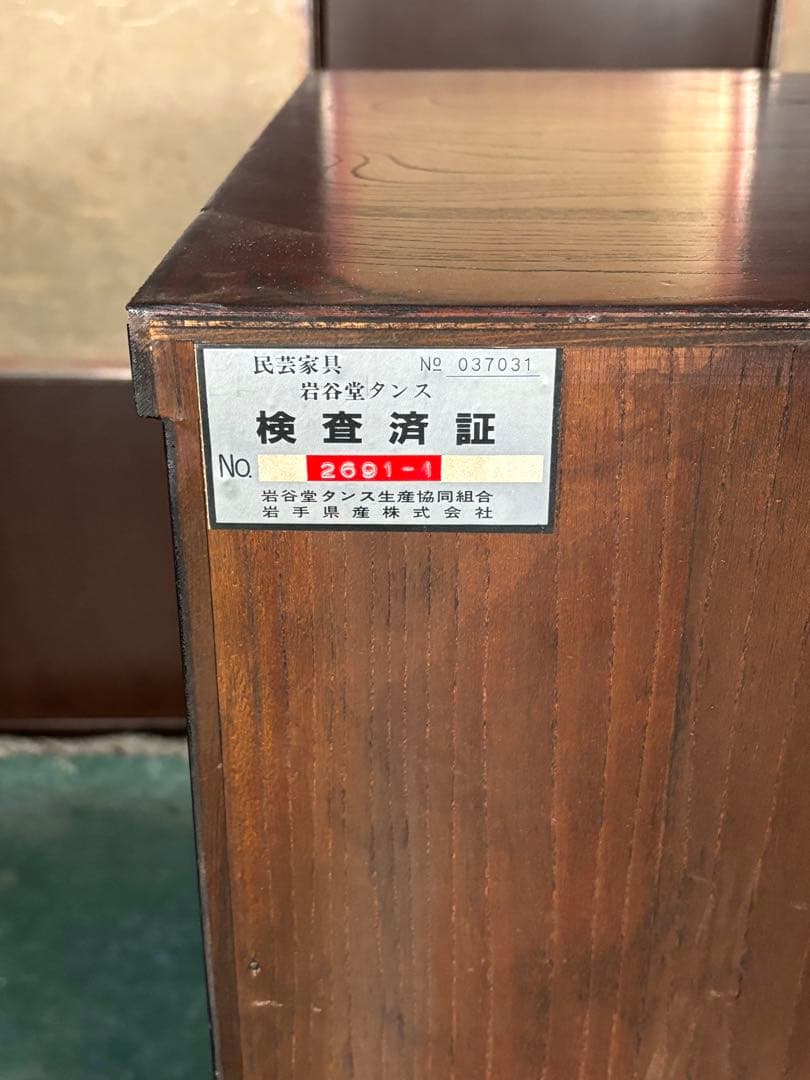 民芸家具 № 037031
岩谷堂タンス
検査済証
No. 2691-1
岩谷堂タンス生産協同組合
岩手県産株式会社